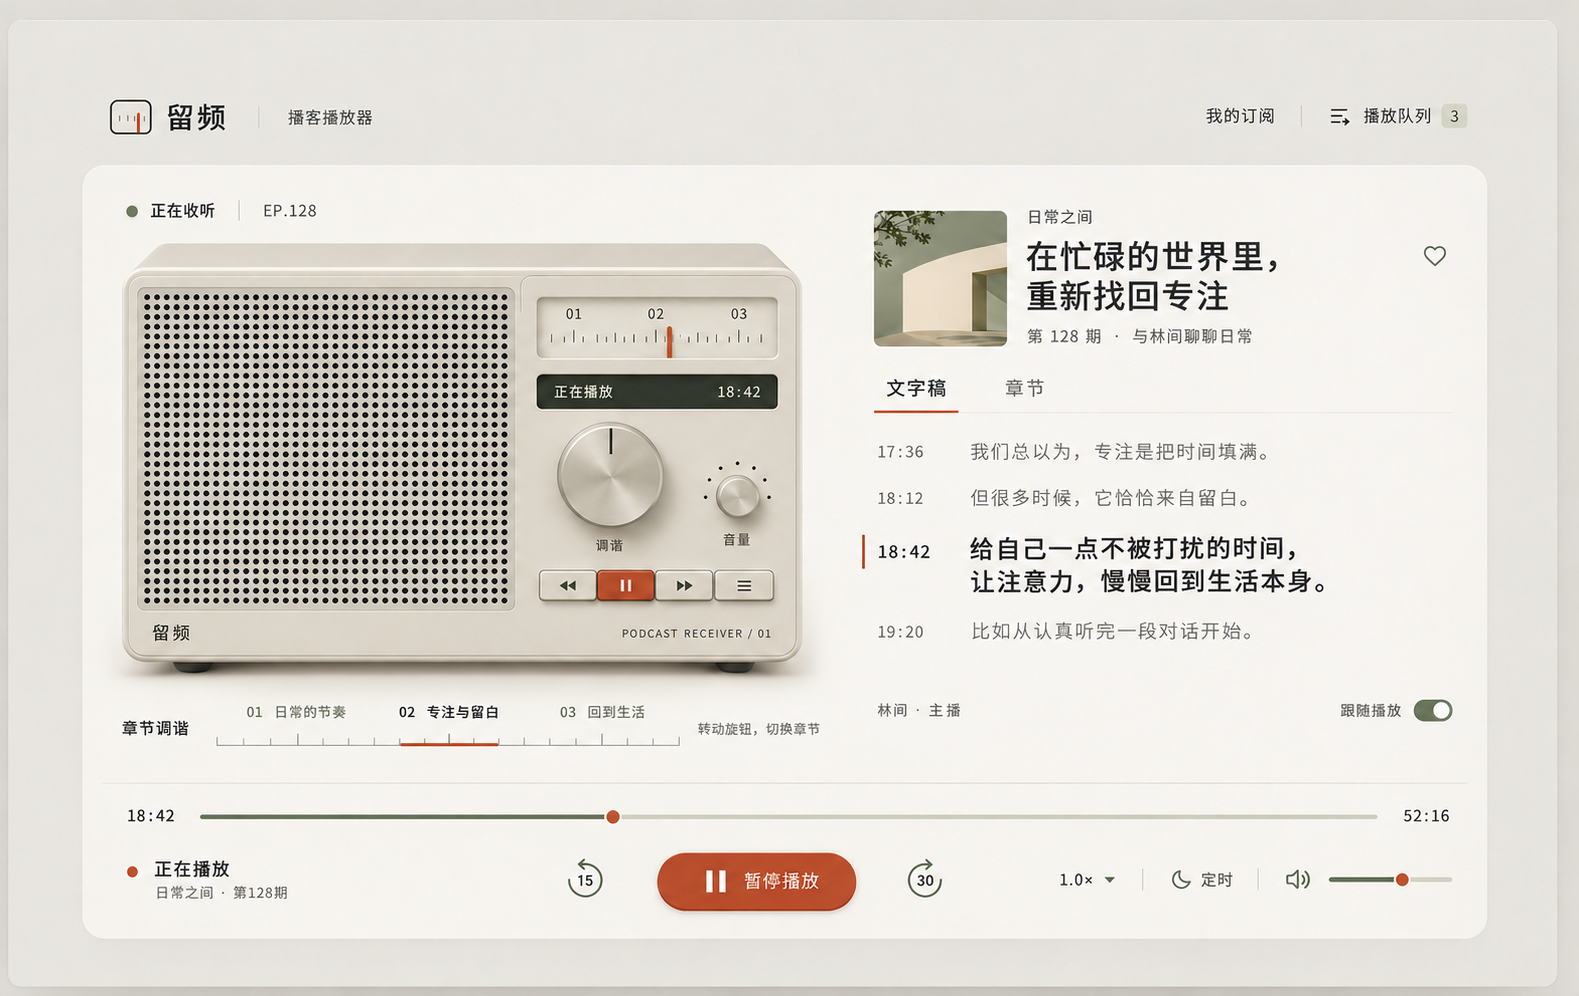 留频
播客播放器
我的订阅
播放队列 3
正在收听
EP.128
01 02 03
正在播放 18:42
调谐
音量
留频
PODCAST RECEIVER / 01
章节调谐
01 日常的节奏
02 专注与留白
03 回到生活
转动旋钮，切换章节
日常之间
在忙碌的世界里，
重新找回专注
第 128 期 · 与林间聊聊日常
文字稿
章节
17:36 我们总以为，专注是把时间填满。
18:12 但很多时候，它恰恰来自留白。
18:42 给自己一点不被打扰的时间，
让注意力，慢慢回到生活本身。
19:20 比如从认真听完一段对话开始。
林间 · 主播
跟随播放
18:42
52:16
正在播放
日常之间 · 第128期
15
暂停播放
30
1.0×
定时